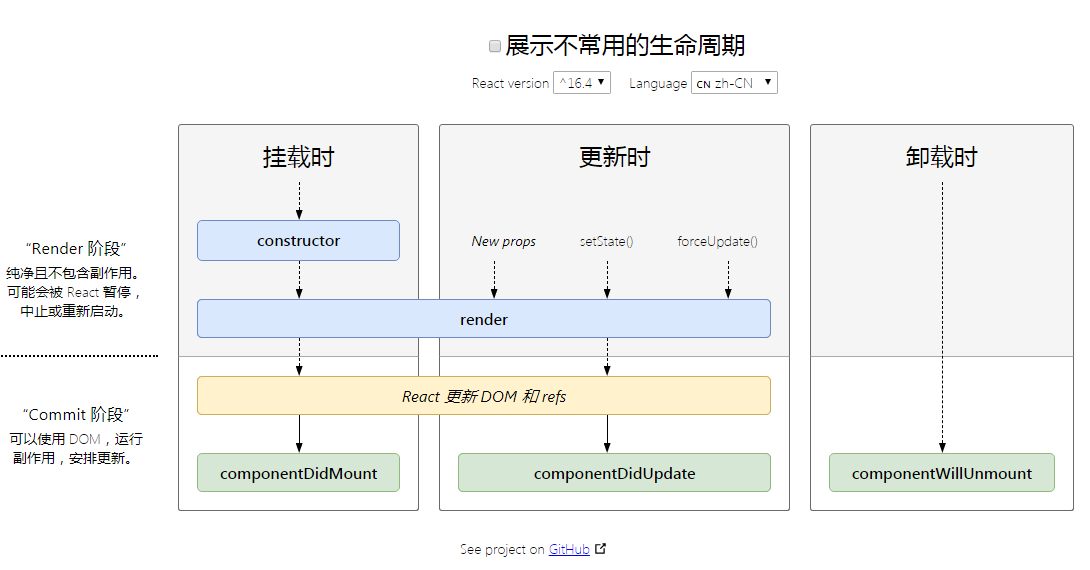 展示不常用的生命周期
React version ^16.4 Language CN zh-CN
挂载时
更新时
卸载时
“Render 阶段”
纯净且不包含副作用。
可能会被 React 暂停，
中止或重新启动。
constructor
New props
setState()
forceUpdate()
render
“Commit 阶段”
可以使用 DOM，运行
副作用，安排更新。
React 更新 DOM 和 refs
componentDidMount
componentDidUpdate
componentWillUnmount
See project on GitHub